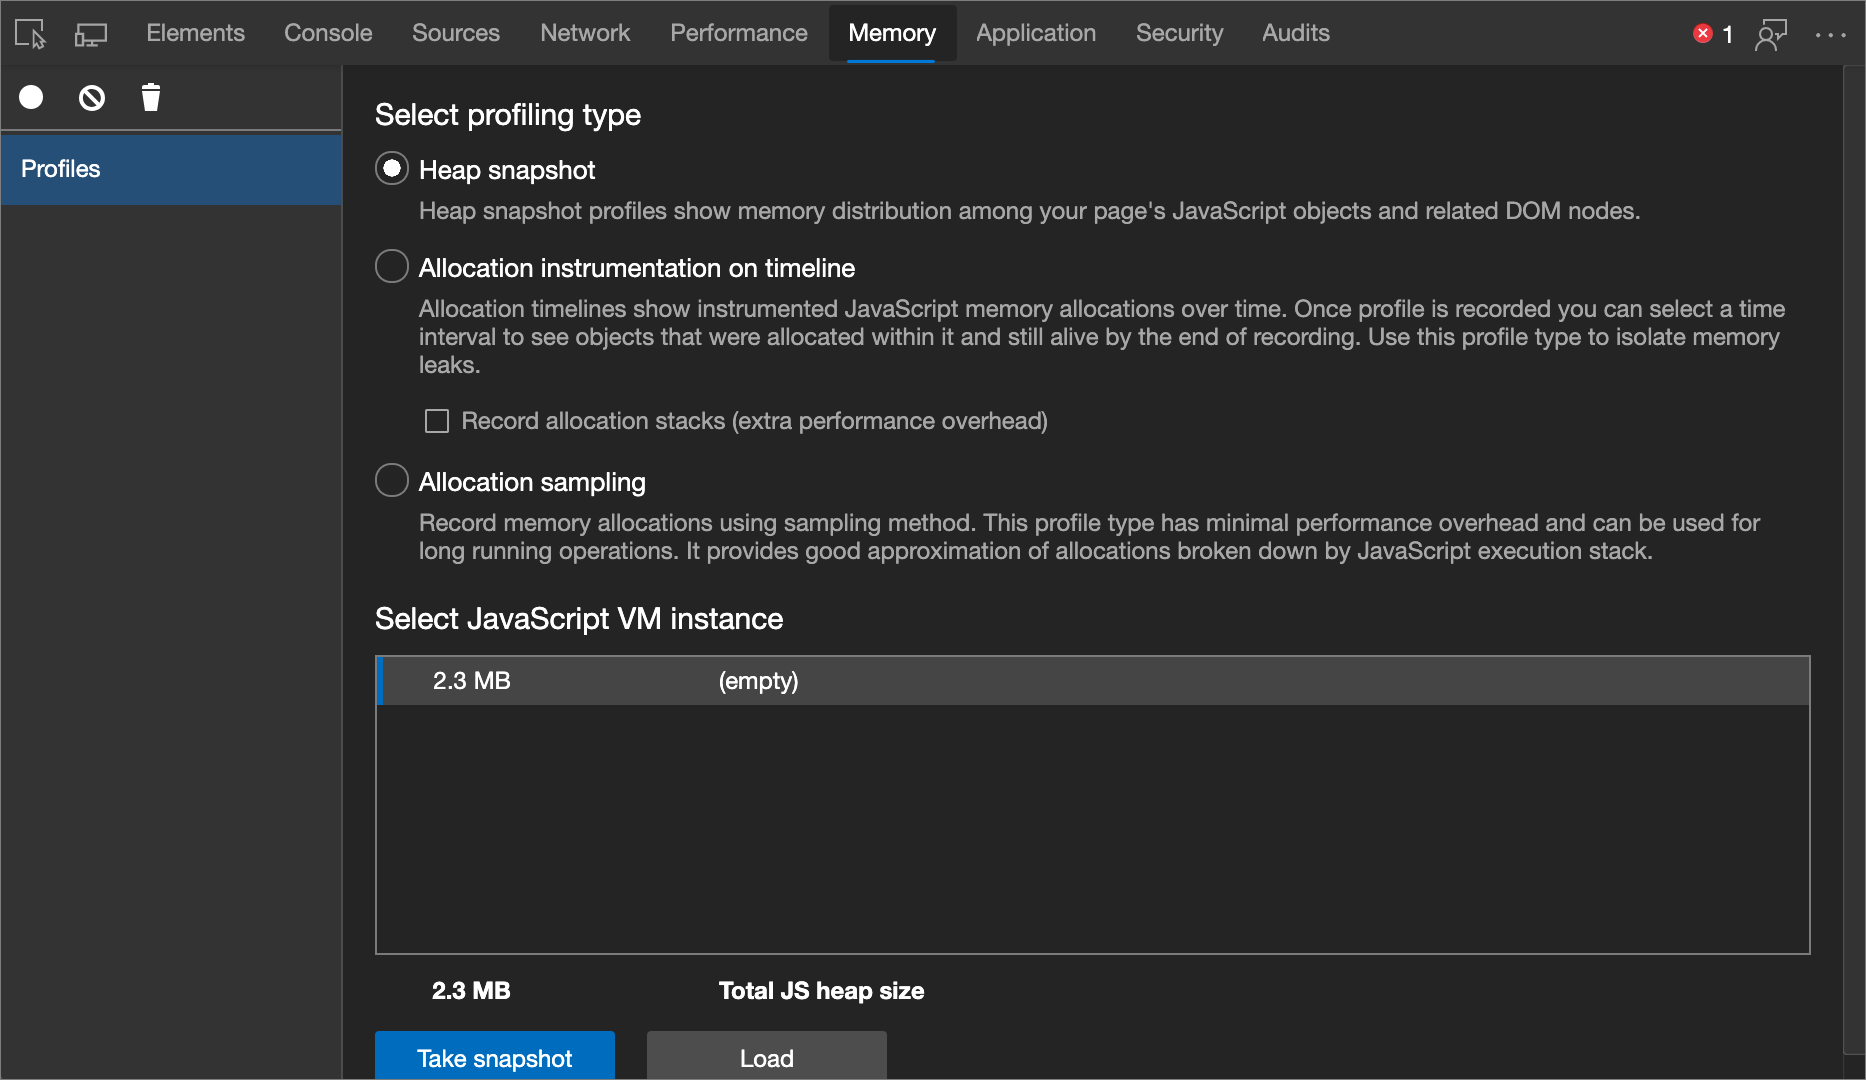 Elements Console Sources Network Performance Memory Application Security Audits 1
Profiles
Select profiling type
Heap snapshot
Heap snapshot profiles show memory distribution among your page's JavaScript objects and related DOM nodes.
Allocation instrumentation on timeline
Allocation timelines show instrumented JavaScript memory allocations over time. Once profile is recorded you can select a time
interval to see objects that were allocated within it and still alive by the end of recording. Use this profile type to isolate memory
leaks.
Record allocation stacks (extra performance overhead)
Allocation sampling
Record memory allocations using sampling method. This profile type has minimal performance overhead and can be used for
long running operations. It provides good approximation of allocations broken down by JavaScript execution stack.
Select JavaScript VM instance
2.3 MB (empty)
2.3 MB Total JS heap size
Take snapshot Load